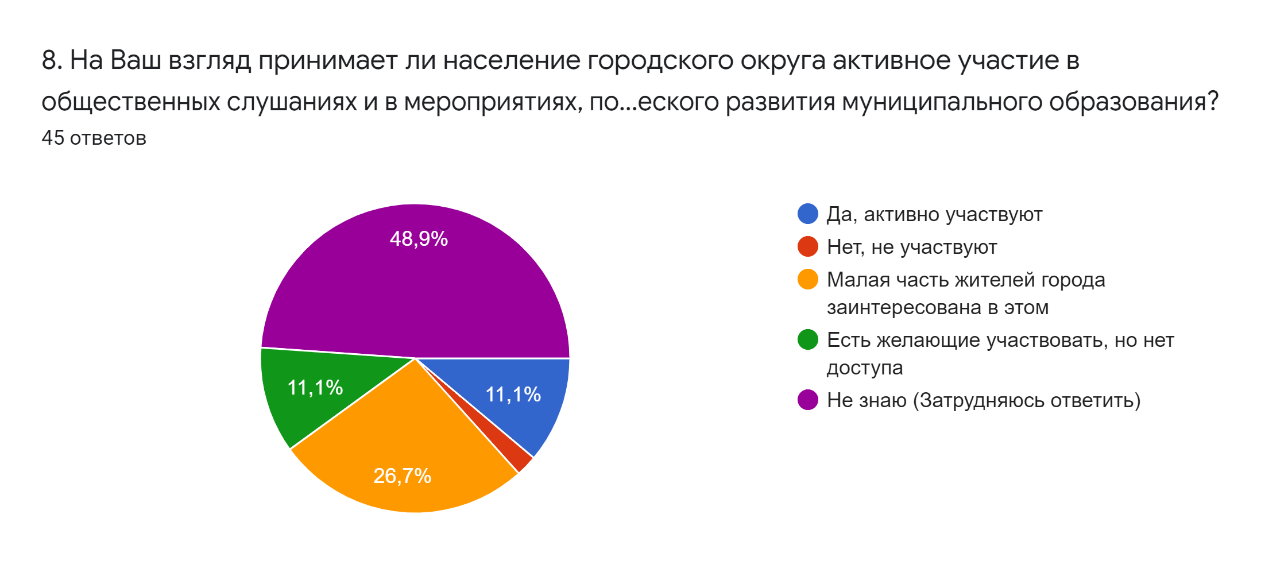 8. На Ваш взгляд принимает ли население городского округа активное участие в
общественных слушаниях и в мероприятиях, по...еского развития муниципального образования?
45 ответов
48,9%
11,1%
11,1%
26,7%
Да, активно участвуют
Нет, не участвуют
Малая часть жителей города
заинтересована в этом
Есть желающие участвовать, но нет
доступа
Не знаю (Затрудняюсь ответить)